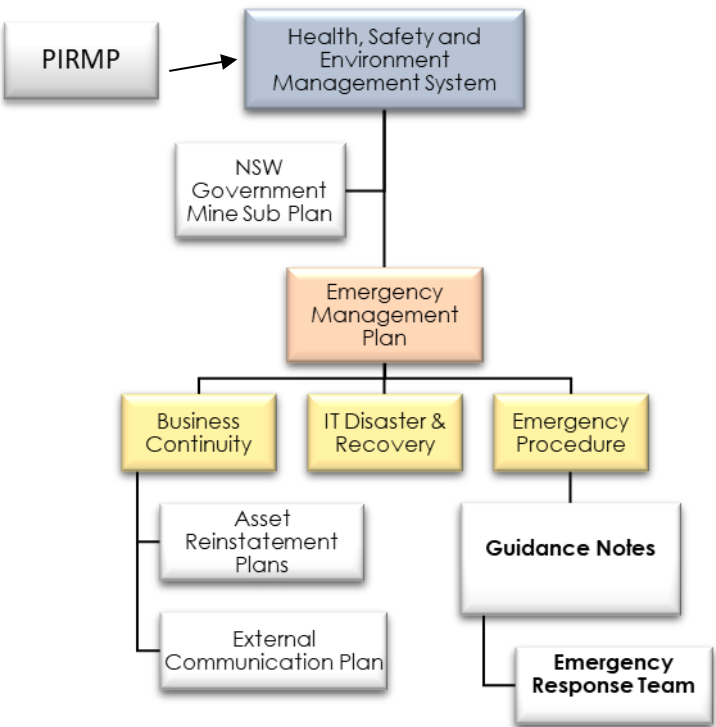 PIRMP
Health, Safety and
Environment
Management System
NSW
Government
Mine Sub Plan
Emergency
Management
Plan
Business
Continuity
IT Disaster &
Recovery
Emergency
Procedure
Asset
Reinstatement
Plans
External
Communication Plan
Guidance Notes
Emergency
Response Team